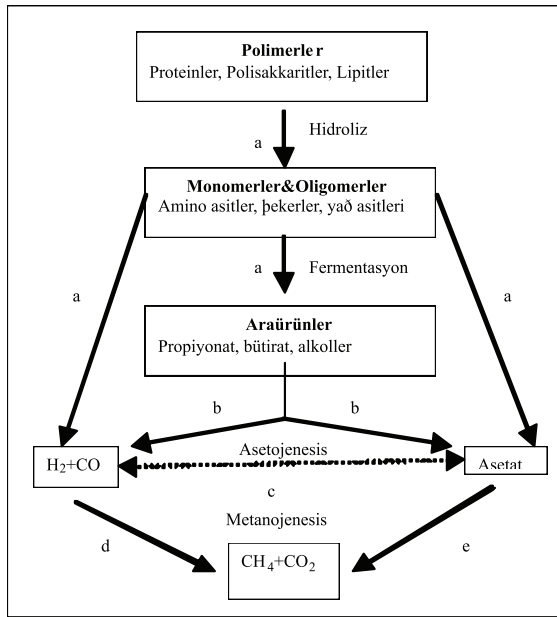 Polimerler
Proteinler, Polisakkaritler, Lipitler
a
Hidroliz
Monomerler&Oligomerler
Amino asitler, þekerler, yað asitleri
a
a
Fermentasyon
a
Araürünler
Propiyonat, bütirat, alkoller
b
b
H₂+CO
Asetojenesis
Asetat
c
Metanojenesis
d
CH₄+CO₂
e